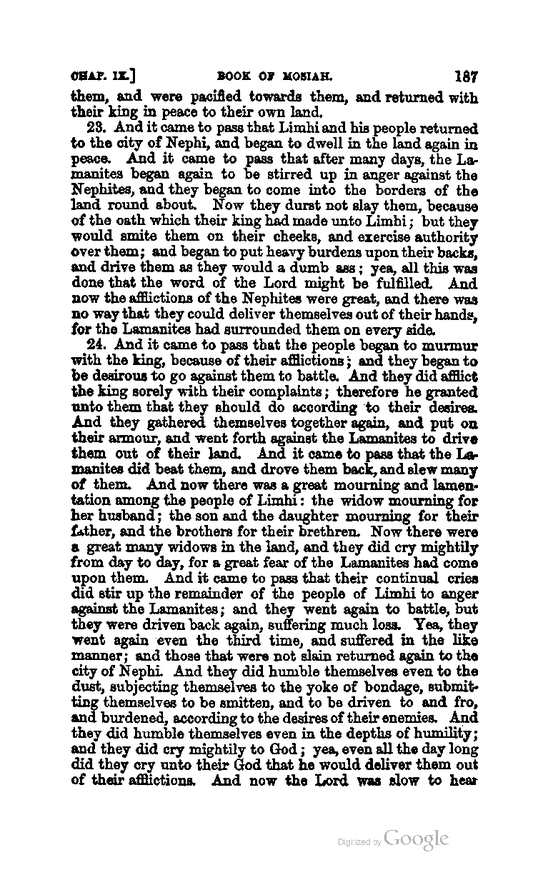 CHAP. IX.] BOOK OF MOSIAH. 187
them, and were pacified towards them, and returned with
their king in peace to their own land.
23. And it came to pass that Limhi and his people returned
to the city of Nephi, and began to dwell in the land again in
peace. And it came to pass that after many days, the La-
manites began again to be stirred up in anger against the
Nephites, and they began to come into the borders of the
land round about. Now they durst not slay them, because
of the oath which their king had made unto Limhi; but they
would smite them on their cheeks, and exercise authority
over them; and began to put heavy burdens upon their backs,
and drive them as they would a dumb ass; yea, all this was
done that the word of the Lord might be fulfilled. And
now the afflictions of the Nephites were great, and there was
no way that they could deliver themselves out of their hands,
for the Lamanites had surrounded them on every side.
24. And it came to pass that the people began to murmur
with the king, because of their afflictions; and they began to
be desirous to go against them to battle. And they did afflict
the king sorely with their complaints; therefore he granted
unto them that they should do according to their desires.
And they gathered themselves together again, and put on
their armour, and went forth against the Lamanites to drive
them out of their land. And it came to pass that the La-
manites did beat them, and drove them back, and slew many
of them. And now there was a great mourning and lamen-
tation among the people of Limhi: the widow mourning for
her husband; the son and the daughter mourning for their
father, and the brothers for their brethren. Now there were
a great many widows in the land, and they did cry mightily
from day to day, for a great fear of the Lamanites had come
upon them. And it came to pass that their continual cries
did stir up the remainder of the people of Limhi to anger
against the Lamanites; and they went again to battle, but
they were driven back again, suffering much loss. Yea, they
went again even the third time, and suffered in the like
manner; and those that were not slain returned again to the
city of Nephi. And they did humble themselves even to the
dust, subjecting themselves to the yoke of bondage, submit-
ting themselves to be smitten, and to be driven to and fro,
and burdened, according to the desires of their enemies. And
they did humble themselves even in the depths of humility;
and they did cry mightily to God; yea, even all the day long
did they cry unto their God that he would deliver them out
of their afflictions. And now the Lord was slow to hear
Digitized by Google